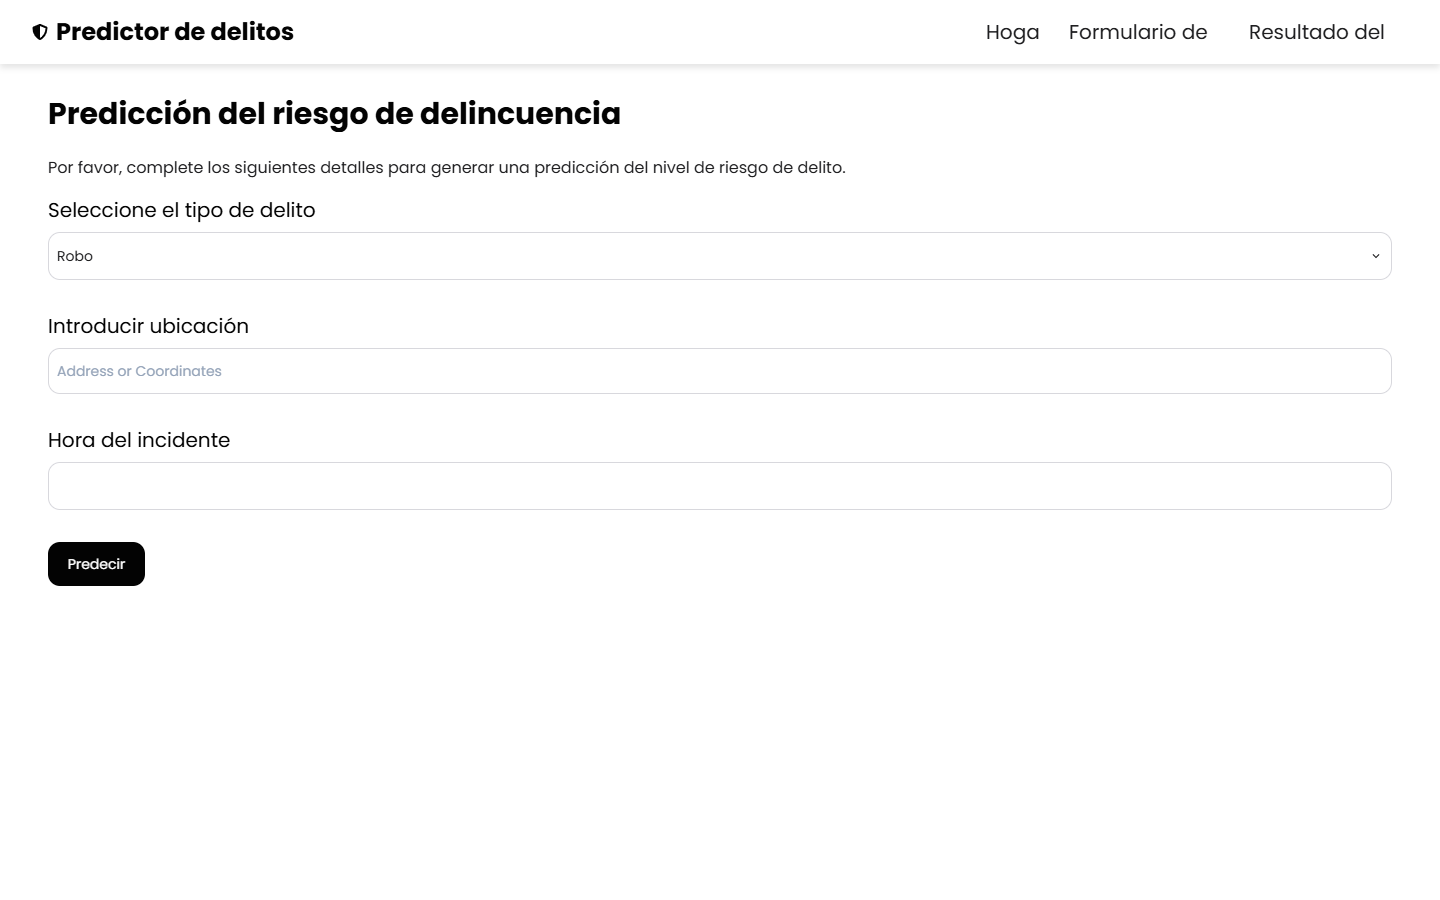 Predictor de delitos
Hoga
Formulario de
Resultado del
Predicción del riesgo de delincuencia
Por favor, complete los siguientes detalles para generar una predicción del nivel de riesgo de delito.
Seleccione el tipo de delito
Robo
Introducir ubicación
Address or Coordinates
Hora del incidente
Predecir